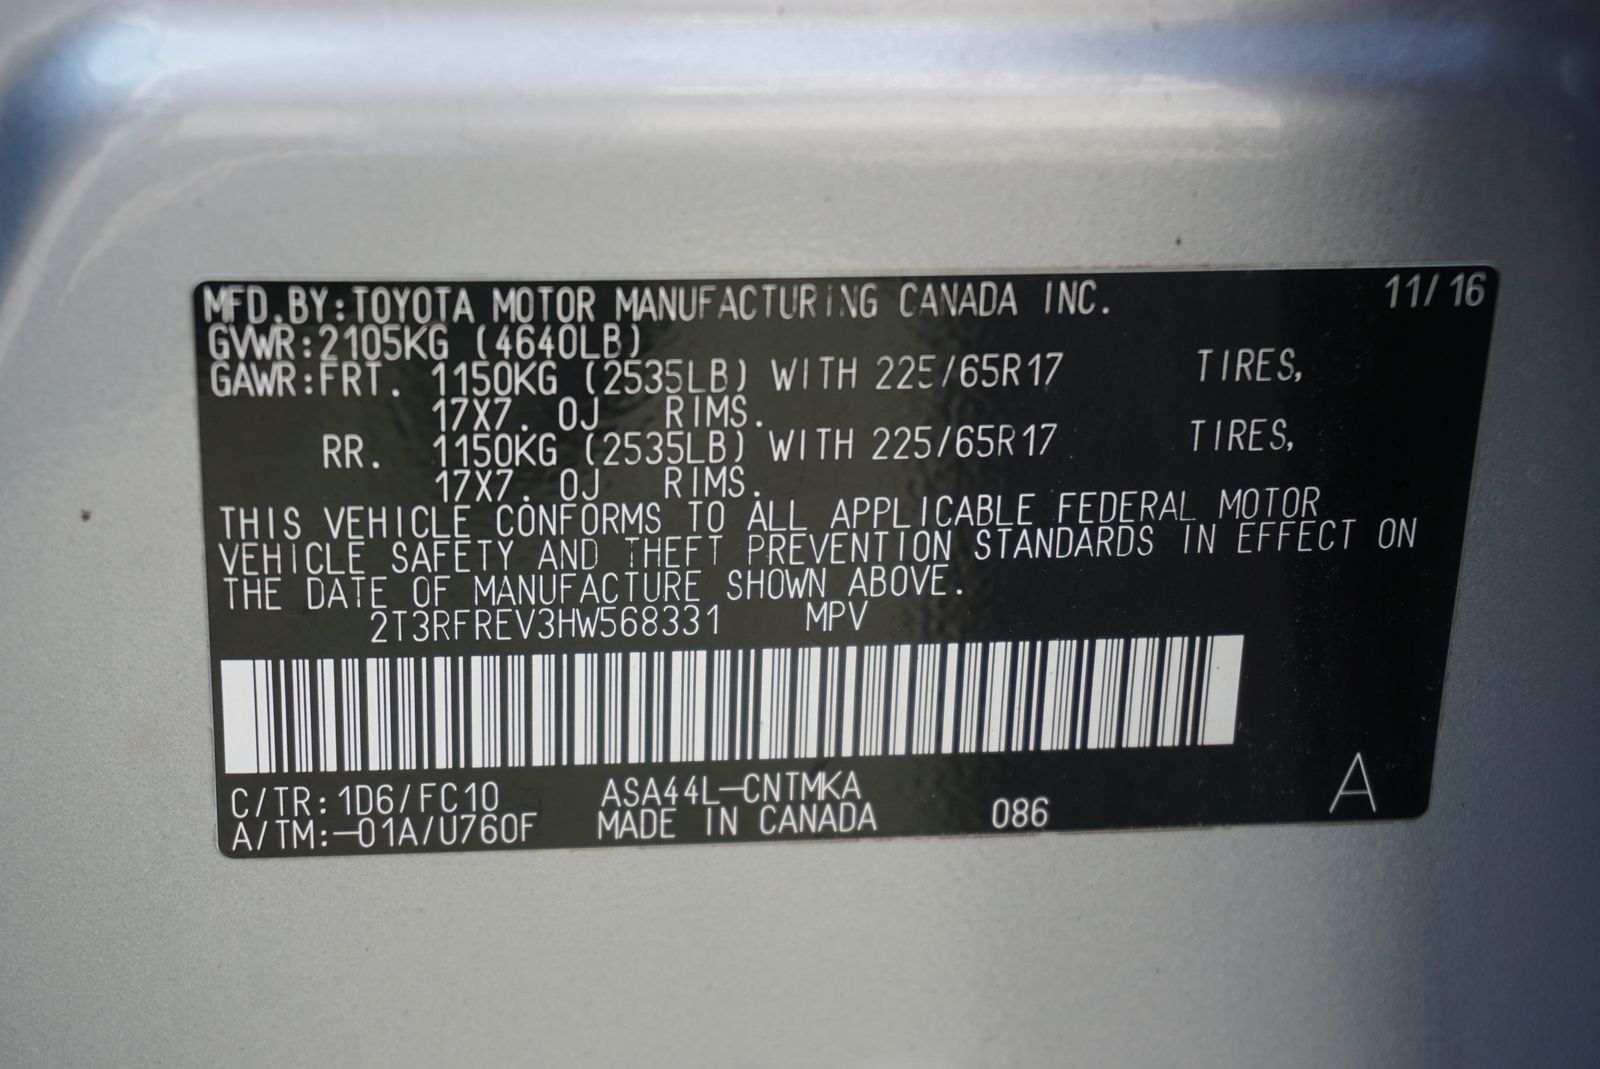 MFD.BY:TOYOTA MOTOR MANUFACTURING CANADA INC. 11/16
GVWR:2105KG (4640LB)
GAWR:FRT. 1150KG (2535LB) WITH 225/65R17 TIRES,
17X7.0J RIMS.
RR. 1150KG (2535LB) WITH 225/65R17 TIRES,
17X7.0J RIMS.
THIS VEHICLE CONFORMS TO ALL APPLICABLE FEDERAL MOTOR
VEHICLE SAFETY AND THEFT PREVENTION STANDARDS IN EFFECT ON
THE DATE OF MANUFACTURE SHOWN ABOVE.
2T3RFREV3HW568331 MPV
C/TR:1D6/FC10 ASA44L-CNTMKA
A/TM:-01A/U760F MADE IN CANADA 086 A